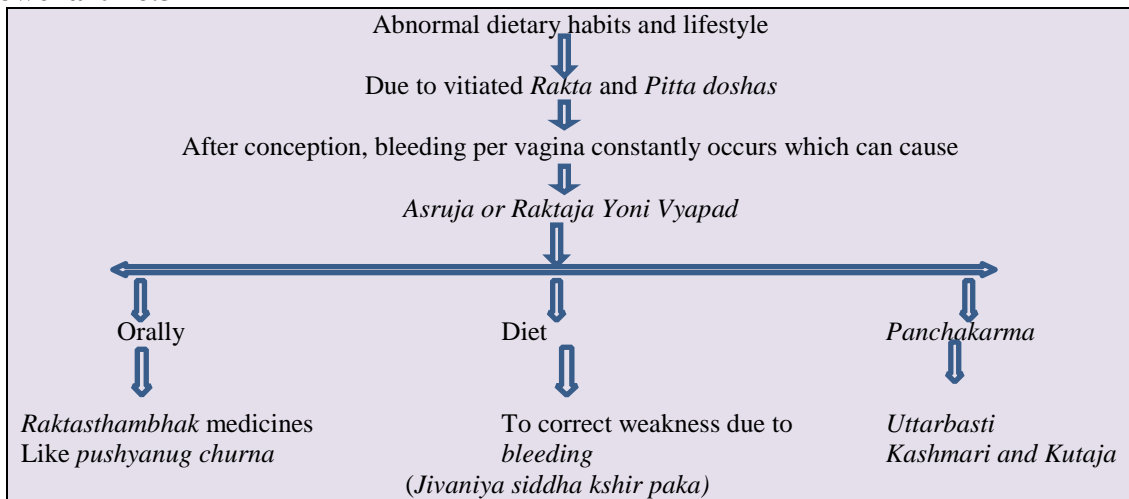 Abnormal dietary habits and lifestyle
Due to vitiated Rakta and Pitta doshas
After conception, bleeding per vagina constantly occurs which can cause
Asruja or Raktaja Yoni Vyapad
Orally
Diet
Panchakarma
Raktasthambhak medicines
Like pushyanug churna
To correct weakness due to
bleeding
(Jivaniya siddha kshir paka)
Uttarbasti
Kashmari and Kutaja